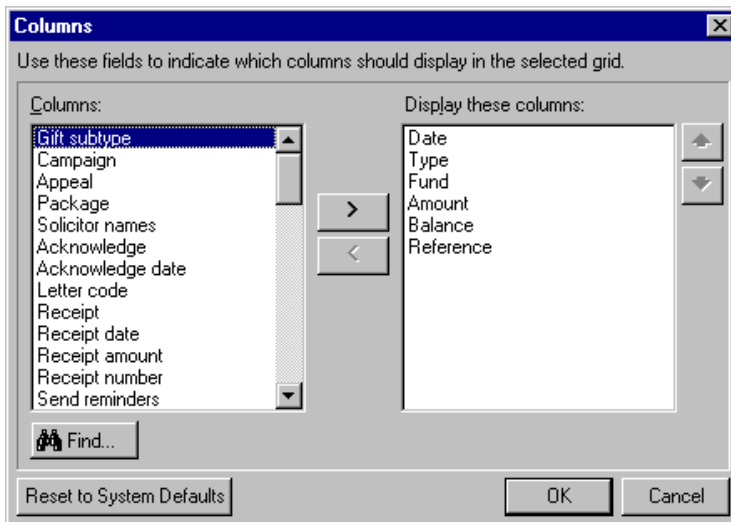 Columns
Use these fields to indicate which columns should display in the selected grid.
Columns:
Gift subtype
Campaign
Appeal
Package
Solicitor names
Acknowledge
Acknowledge date
Letter code
Receipt
Receipt date
Receipt amount
Receipt number
Send reminders
>
<
Display these columns:
Date
Type
Fund
Amount
Balance
Reference
Find...
Reset to System Defaults
OK
Cancel